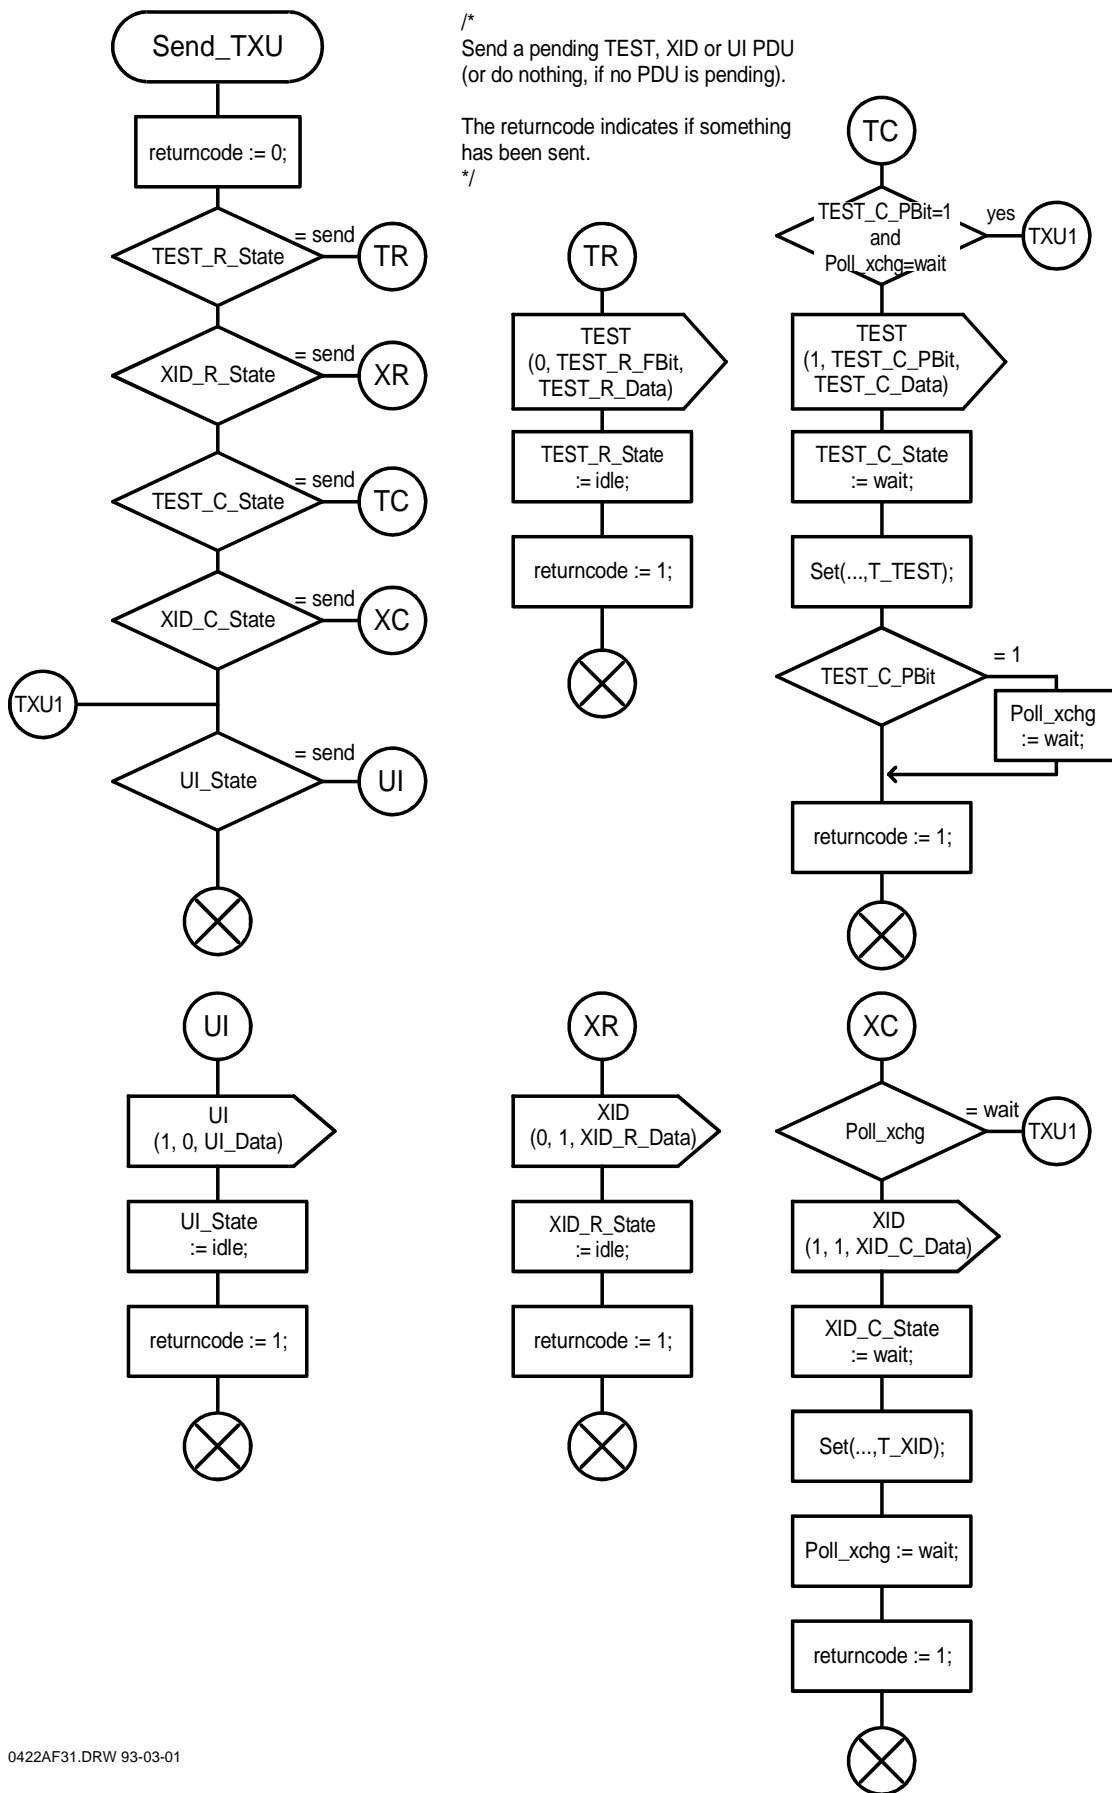 Send_TXU
/*
Send a pending TEST, XID or UI PDU
(or do nothing, if no PDU is pending).
The returncode indicates if something
has been sent.
*/
returncode := 0;
TEST_R_State
= send
TR
XID_R_State
= send
XR
TEST_C_State
= send
TC
XID_C_State
= send
XC
TXU1
UI_State
= send
UI
TR
TEST
(0, TEST_R_FBit,
TEST_R_Data)
TEST_R_State
:= idle;
returncode := 1;
TC
TEST_C_PBit=1
and
Poll_xchg=wait
yes
TXU1
TEST
(1, TEST_C_PBit,
TEST_C_Data)
TEST_C_State
:= wait;
Set(...,T_TEST);
TEST_C_PBit
= 1
Poll_xchg
:= wait;
returncode := 1;
UI
UI
(1, 0, UI_Data)
UI_State
:= idle;
returncode := 1;
XR
XID
(0, 1, XID_R_Data)
XID_R_State
:= idle;
returncode := 1;
XC
Poll_xchg
= wait
TXU1
XID
(1, 1, XID_C_Data)
XID_C_State
:= wait;
Set(...,T_XID);
Poll_xchg := wait;
returncode := 1;
0422AF31.DRW 93-03-01